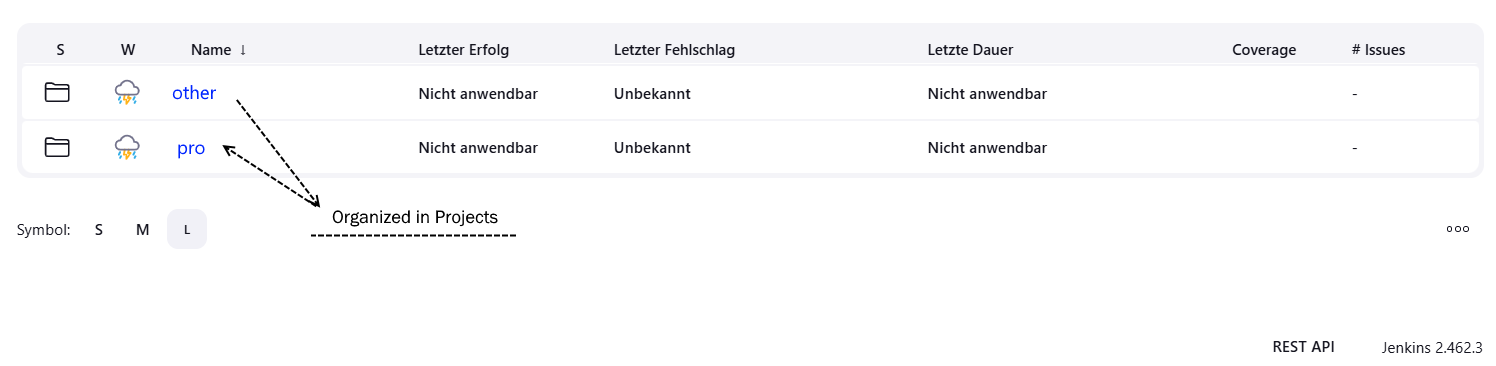 S W Name ↓ Letzter Erfolg Letzter Fehlschlag Letzte Dauer Coverage # Issues
other Nicht anwendbar Unbekannt Nicht anwendbar -
pro Nicht anwendbar Unbekannt Nicht anwendbar -
Organized in Projects
Symbol: S M L
REST API Jenkins 2.462.3